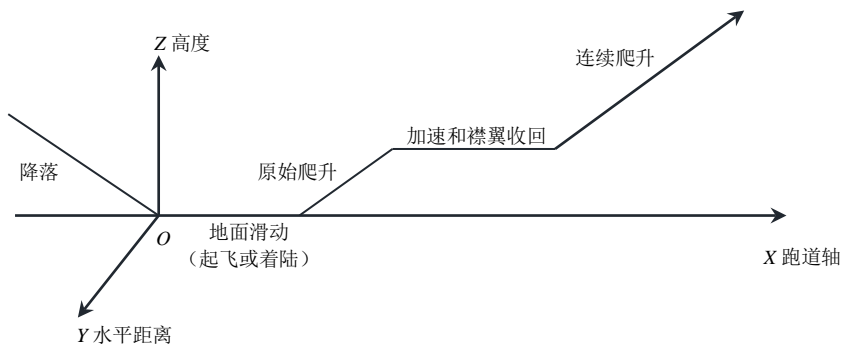 Z 高度
连续爬升
加速和襟翼收回
降落
原始爬升
O
地面滑动
（起飞或着陆）
X 跑道轴
Y 水平距离